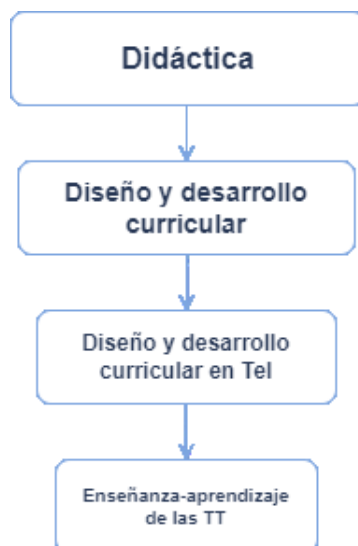 Didáctica
Diseño y desarrollo
curricular
Diseño y desarrollo
curricular en Tel
Enseñanza-aprendizaje
de las TT